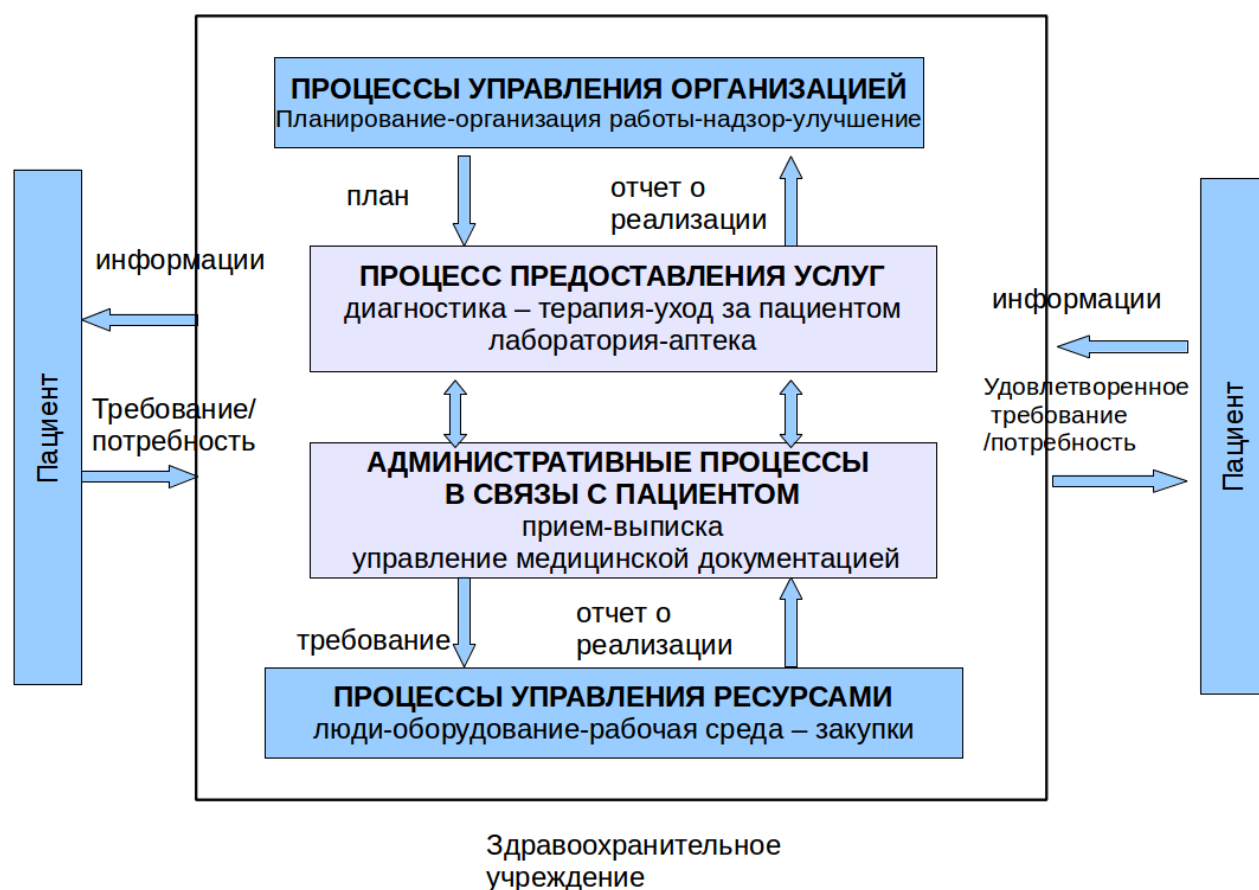 ПРОЦЕССЫ УПРАВЛЕНИЯ ОРГАНИЗАЦИЕЙ
Планирование-организация работы-надзор-улучшение
план
отчет о
реализации
информации
ПРОЦЕСС ПРЕДОСТАВЛЕНИЯ УСЛУГ
диагностика – терапия-уход за пациентом
лаборатория-аптека
информации
Пациент
Требование/
потребность
Удовлетворенное
требование
/потребность
Пациент
АДМИНИСТРАТИВНЫЕ ПРОЦЕССЫ
В СВЯЗЫ С ПАЦИЕНТОМ
прием-выписка
управление медицинской документацией
требование
отчет о
реализации
ПРОЦЕССЫ УПРАВЛЕНИЯ РЕСУРСАМИ
люди-оборудование-рабочая среда – закупки
Здравоохранительное
учреждение